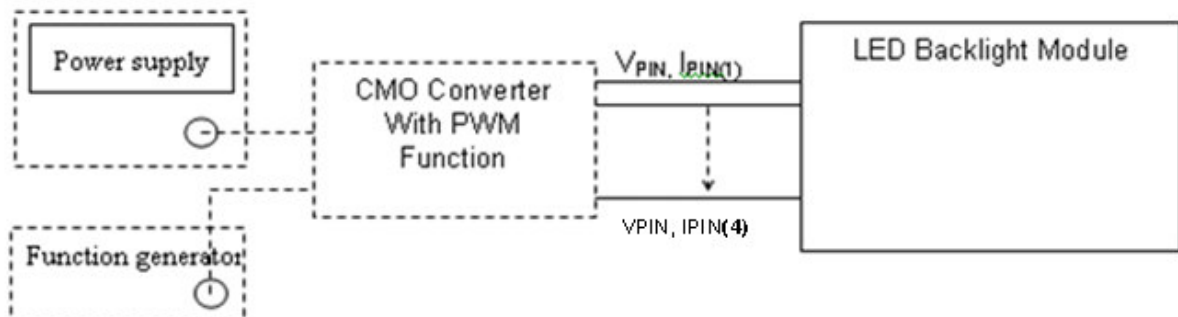 Power supply
CMO Converter
With PWM
Function
VPIN, IPIN(1)
LED Backlight Module
VPIN, IPIN(4)
Function generator